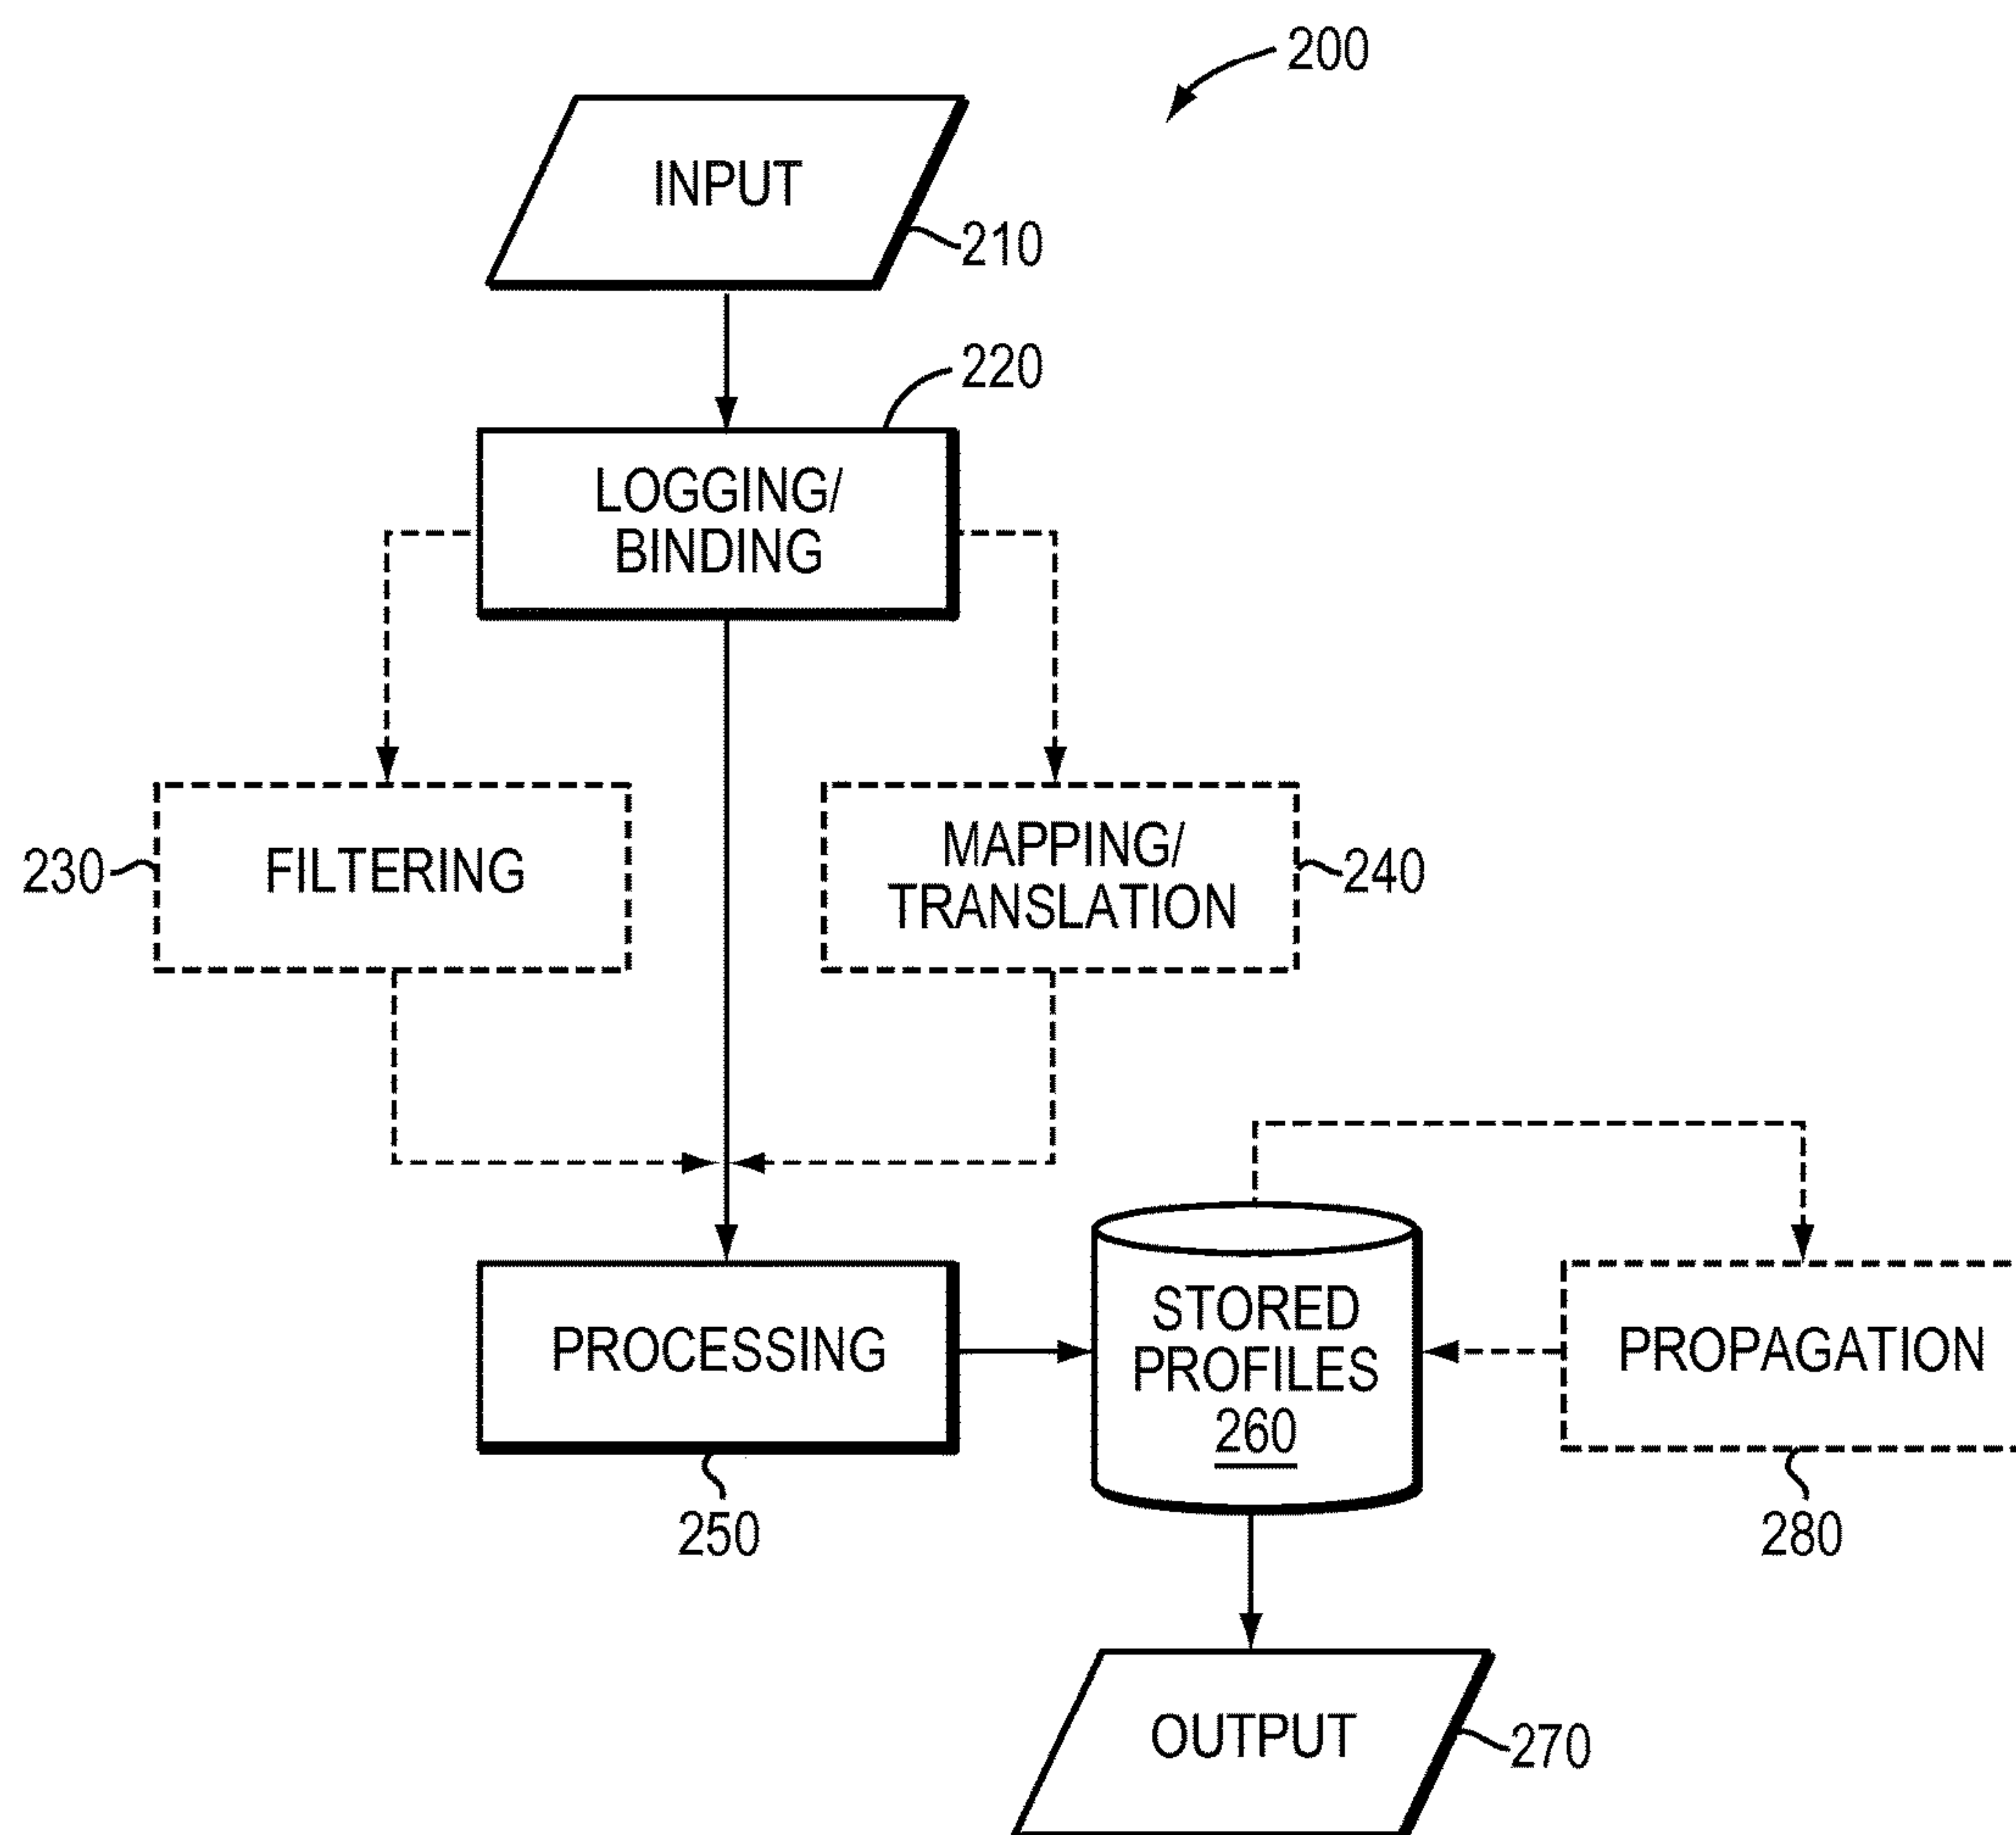 200
INPUT
210
220
LOGGING/
BINDING
230
FILTERING
MAPPING/
TRANSLATION
240
PROCESSING
250
STORED
PROFILES
260
PROPAGATION
280
OUTPUT
270